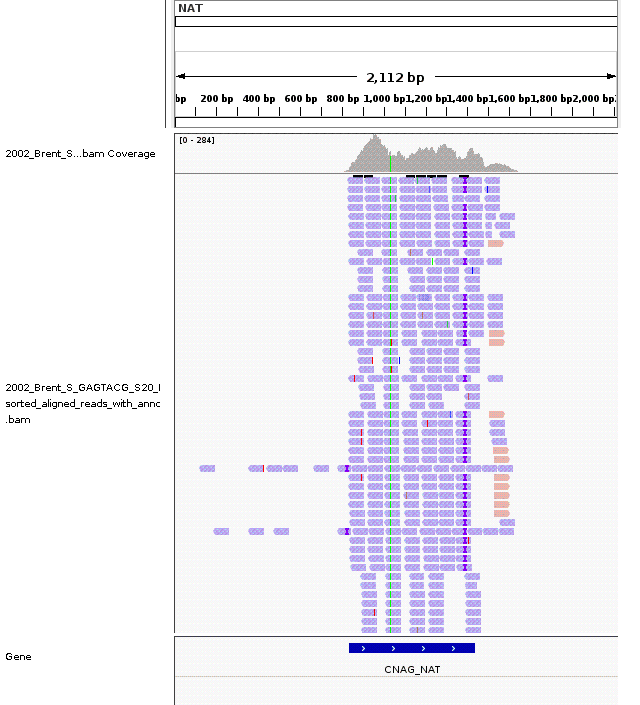 NAT
2,112 bp
bp 200 bp 400 bp 600 bp 800 bp 1,000 bp 1,200 bp 1,400 bp 1,600 bp 1,800 bp 2,000 bp
[0 - 284]
2002_Brent_S...bam Coverage
2002_Brent_S_GAGTACG_S20_
sorted_aligned_reads_with_annc
.bam
Gene
CNAG_NAT